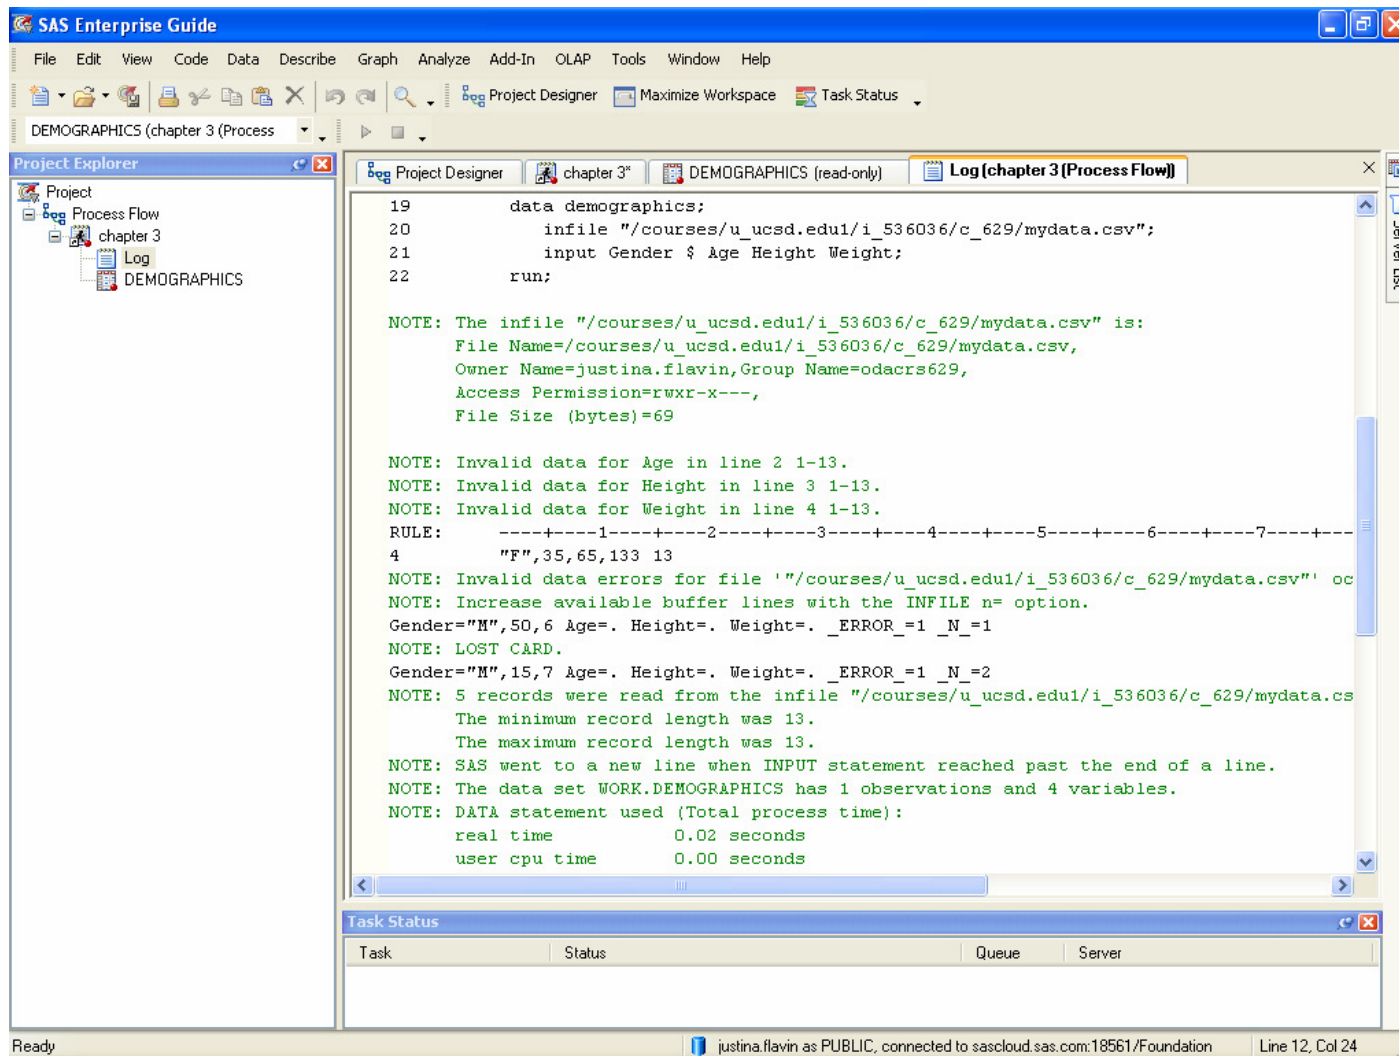 SAS Enterprise Guide
File Edit View Code Data Describe Graph Analyze Add-In OLAP Tools Window Help
Project Designer Maximize Workspace Task Status
DEMOGRAPHICS (chapter 3 (Process
Project Explorer
Project
Process Flow
chapter 3
Log
DEMOGRAPHICS
Project Designer chapter 3* DEMOGRAPHICS (read-only) Log (chapter 3 (Process Flow))
19 data demographics;
20 infile "/courses/u_ucsd.edu1/i_536036/c_629/mydata.csv";
21 input Gender $ Age Height Weight;
22 run;
NOTE: The infile "/courses/u_ucsd.edu1/i_536036/c_629/mydata.csv" is:
File Name=/courses/u_ucsd.edu1/i_536036/c_629/mydata.csv,
Owner Name=justina.flavin,Group Name=odacrs629,
Access Permission=rwxr-x---,
File Size (bytes)=69
NOTE: Invalid data for Age in line 2 1-13.
NOTE: Invalid data for Height in line 3 1-13.
NOTE: Invalid data for Weight in line 4 1-13.
RULE: ----+----1----+----2----+----3----+----4----+----5----+----6----+----7----+---
4 "F",35,65,133 13
NOTE: Invalid data errors for file '"/courses/u_ucsd.edu1/i_536036/c_629/mydata.csv"' oc
NOTE: Increase available buffer lines with the INFILE n= option.
Gender="M",50,6 Age=. Height=. Weight=. _ERROR_=1 _N_=1
NOTE: LOST CARD.
Gender="M",15,7 Age=. Height=. Weight=. _ERROR_=1 _N_=2
NOTE: 5 records were read from the infile "/courses/u_ucsd.edu1/i_536036/c_629/mydata.cs
The minimum record length was 13.
The maximum record length was 13.
NOTE: SAS went to a new line when INPUT statement reached past the end of a line.
NOTE: The data set WORK.DEMOGRAPHICS has 1 observations and 4 variables.
NOTE: DATA statement used (Total process time):
real time 0.02 seconds
user cpu time 0.00 seconds
Task Status
Task Status Queue Server
Ready
justina.flavin as PUBLIC, connected to sascloud.sas.com:18561/Foundation Line 12, Col 24